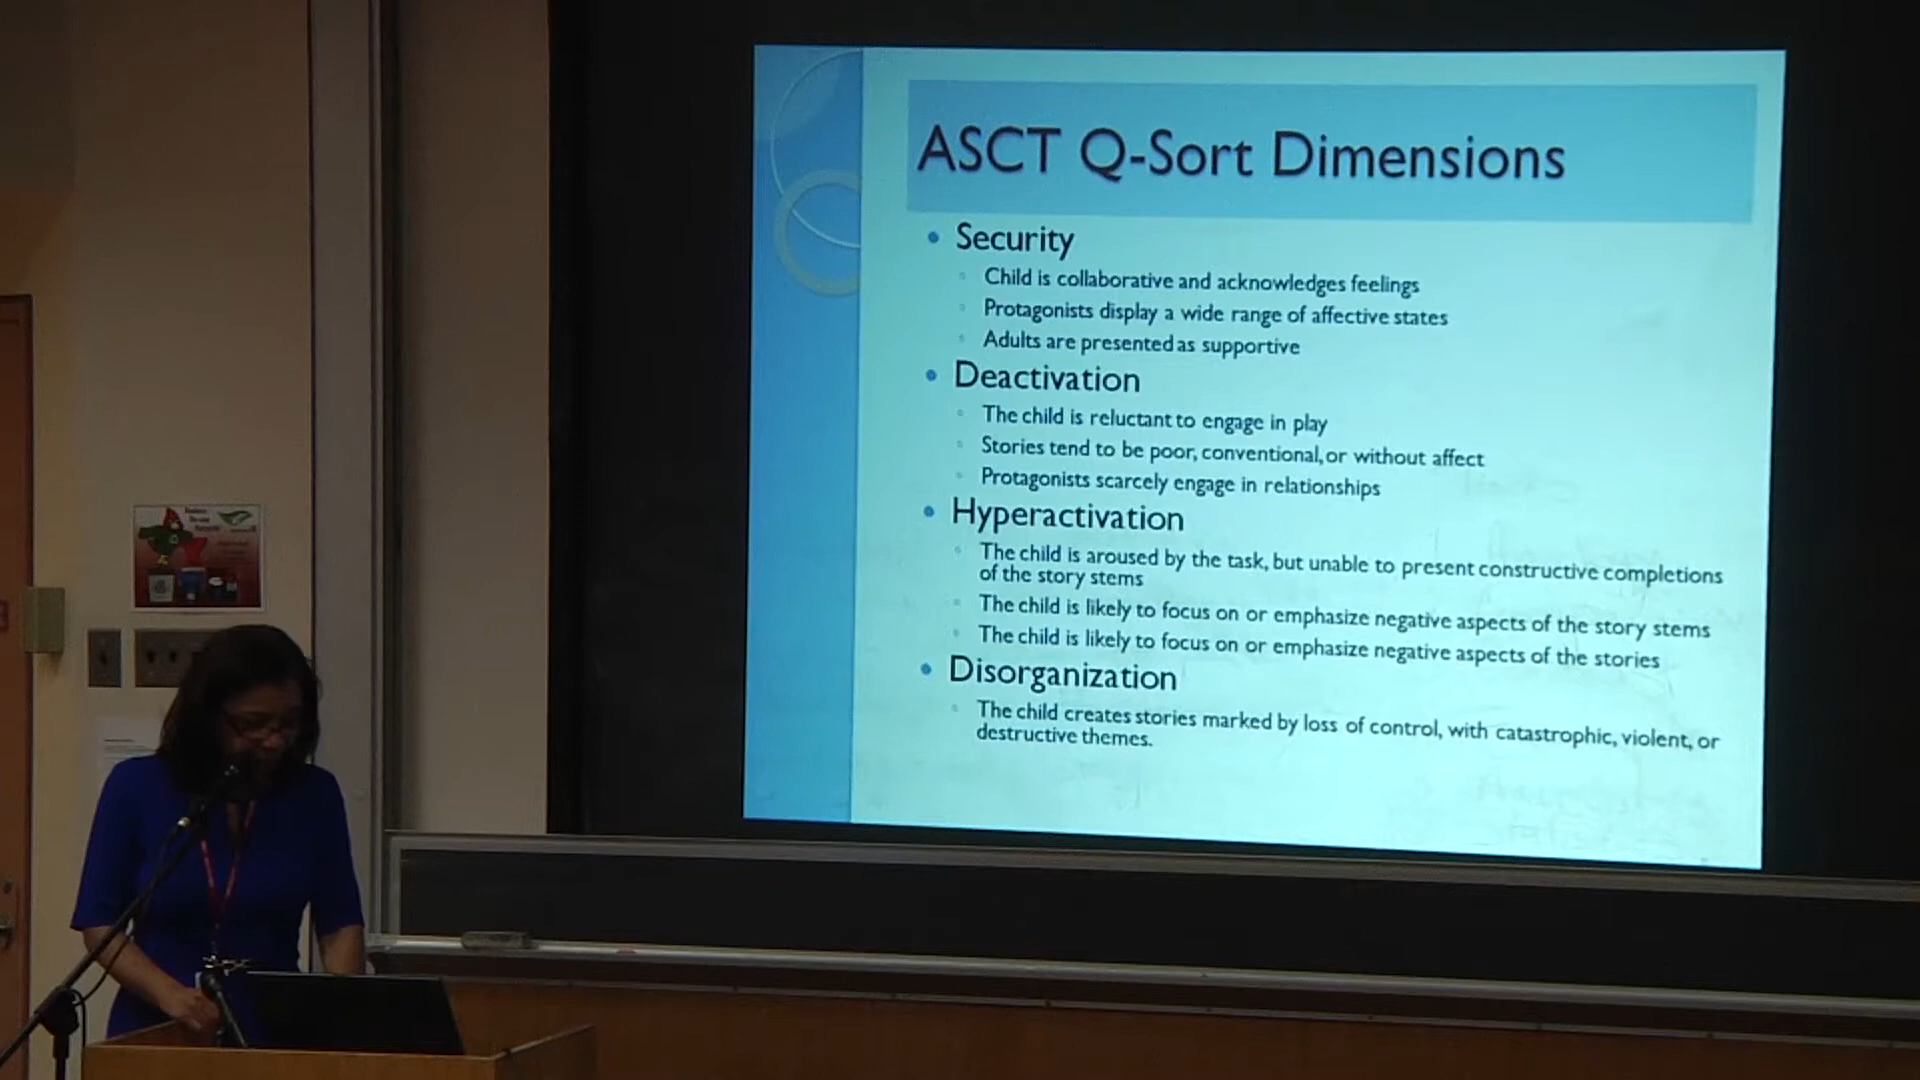 ASCT Q-Sort Dimensions
Security
Child is collaborative and acknowledges feelings
Protagonists display a wide range of affective states
Adults are presented as supportive
Deactivation
The child is reluctant to engage in play
Stories tend to be poor, conventional, or without affect
Protagonists scarcely engage in relationships
Hyperactivation
The child is aroused by the task, but unable to present constructive completions
of the story stems
The child is likely to focus on or emphasize negative aspects of the story stems
The child is likely to focus on or emphasize negative aspects of the stories
Disorganization
The child creates stories marked by loss of control, with catastrophic, violent, or
destructive themes.